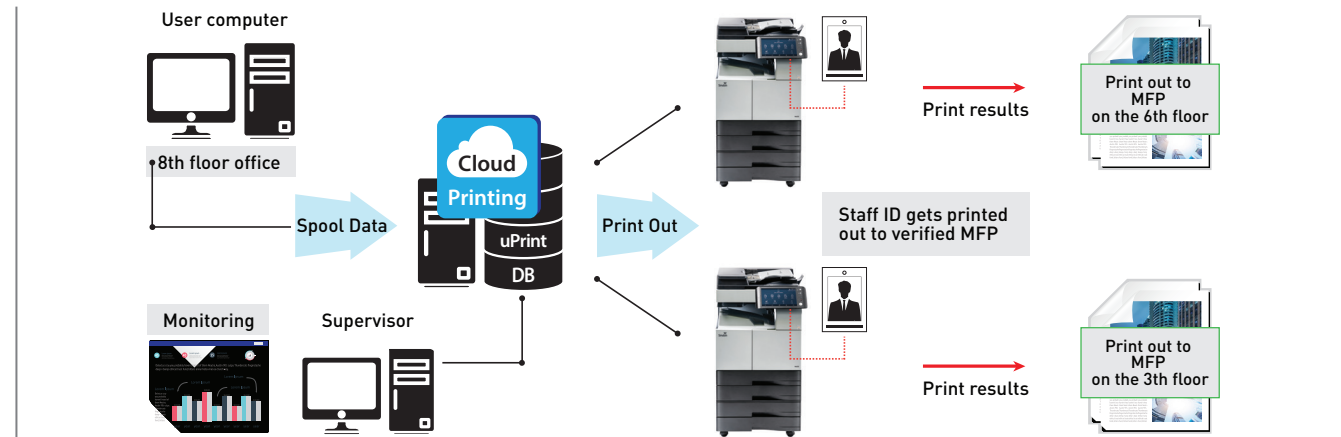 User computer
8th floor office
Spool Data
Cloud
Printing
uPrint
DB
Print Out
Monitoring
Supervisor
Print results
Print out to
MFP
on the 6th floor
Staff ID gets printed
out to verified MFP
Print results
Print out to
MFP
on the 3th floor